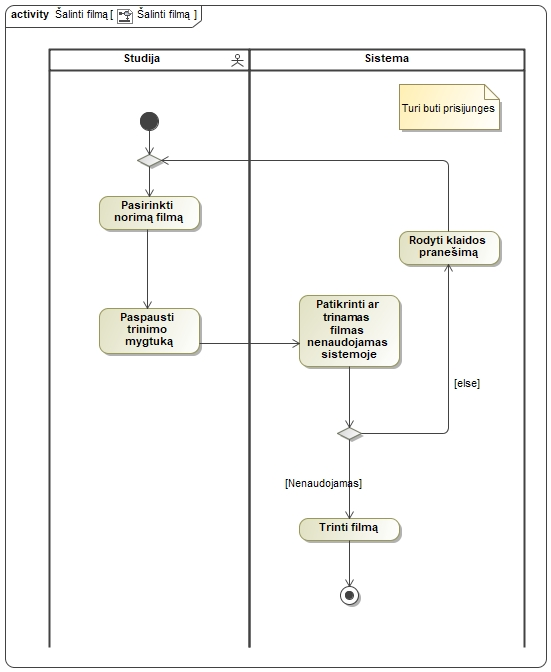 activity Šalinti filmą [ Šalinti filmą ]
Studija
Sistema
Turi buti prisijunges
Pasirinkti
norimą filmą
Rodyti klaidos
pranešimą
Paspausti
trinimo
mygtuką
Patikrinti ar
trinamas
filmas
nenaudojamas
sistemoje
[else]
[Nenaudojamas]
Trinti filmą